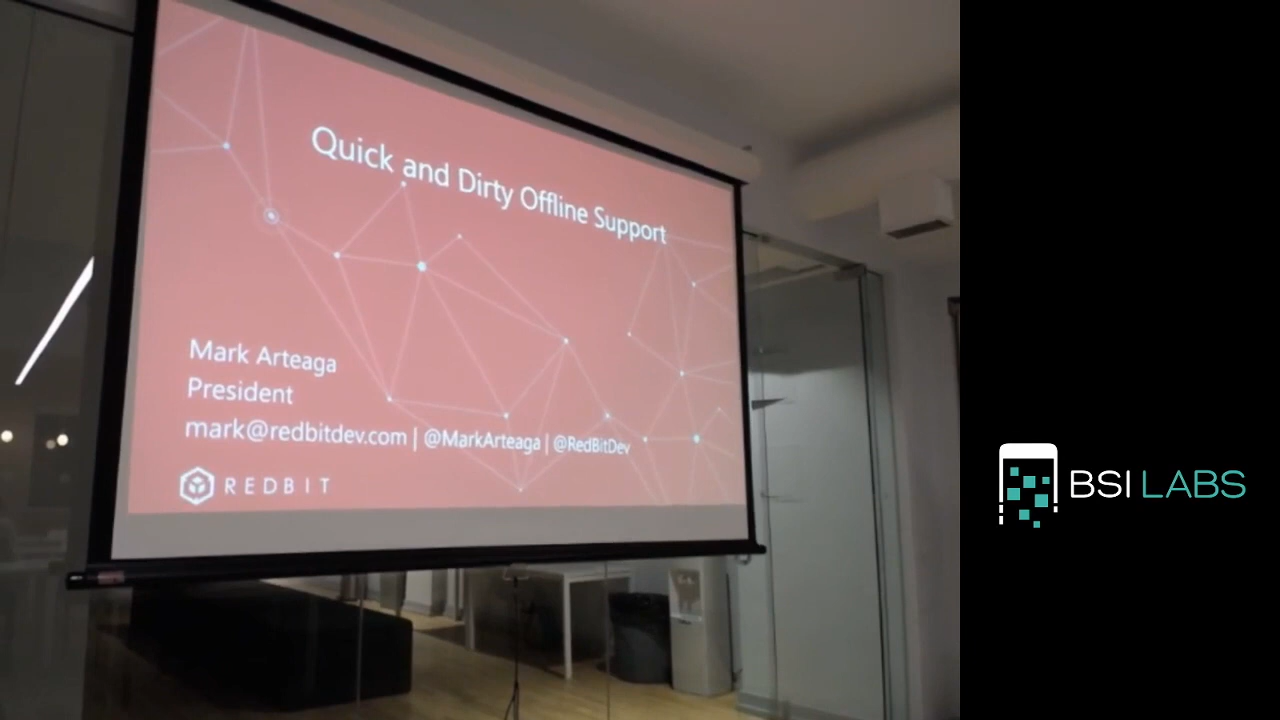 Quick and Dirty Offline Support
Mark Arteaga
President
mark@redbitdev.com | @MarkArteaga | @RedBitDev
REDBIT
BSI LABS